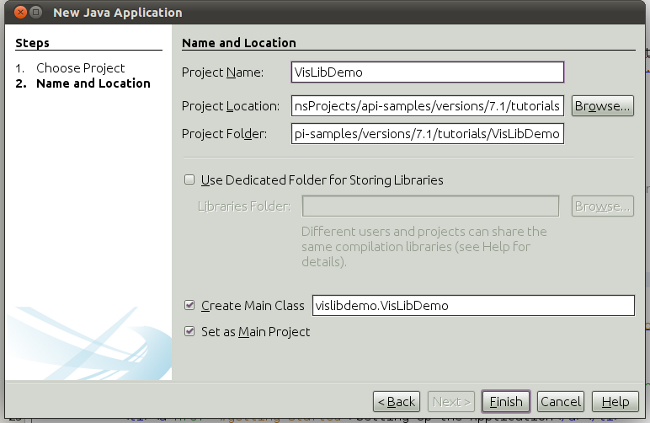 New Java Application
Steps
1. Choose Project
2. Name and Location
Name and Location
Project Name: VisLibDemo
Project Location: nsProjects/api-samples/versions/7.1/tutorials Browse...
Project Folder: pi-samples/versions/7.1/tutorials/VisLibDemo
Use Dedicated Folder for Storing Libraries
Libraries Folder: Browse...
Different users and projects can share the
same compilation libraries (see Help for
details).
Create Main Class vislibdemo.VisLibDemo
Set as Main Project
< Back Next > Finish Cancel Help